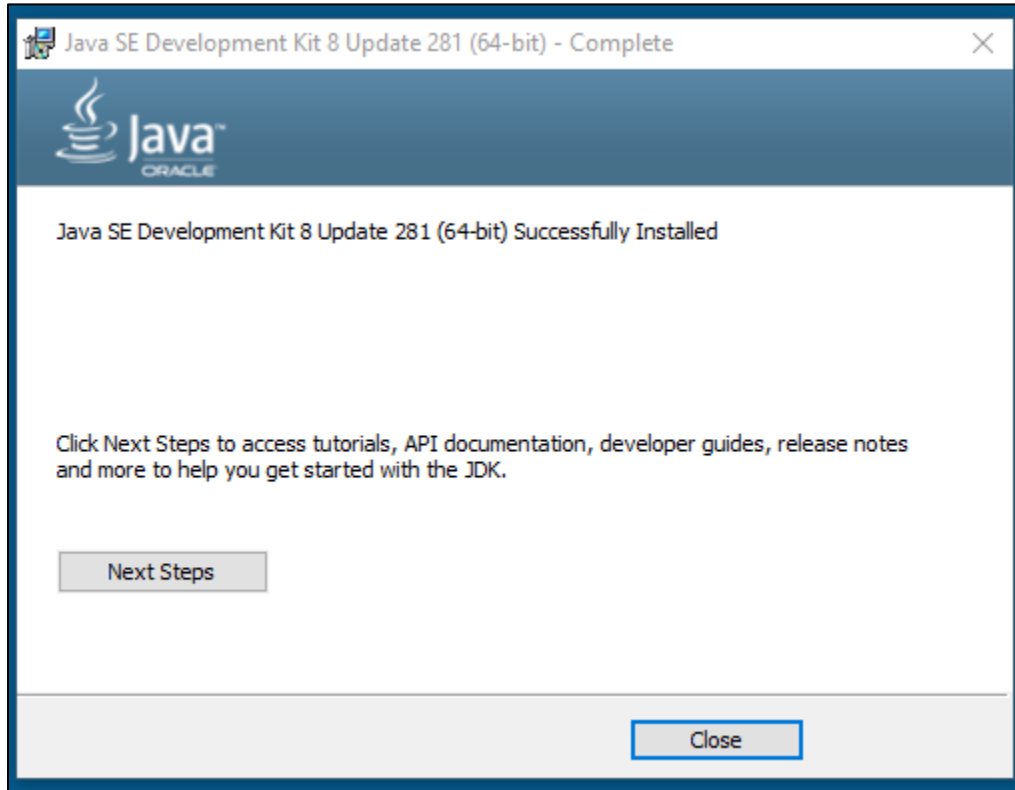 Java SE Development Kit 8 Update 281 (64-bit) - Complete
Java™
ORACLE
Java SE Development Kit 8 Update 281 (64-bit) Successfully Installed
Click Next Steps to access tutorials, API documentation, developer guides, release notes
and more to help you get started with the JDK.
Next Steps
Close